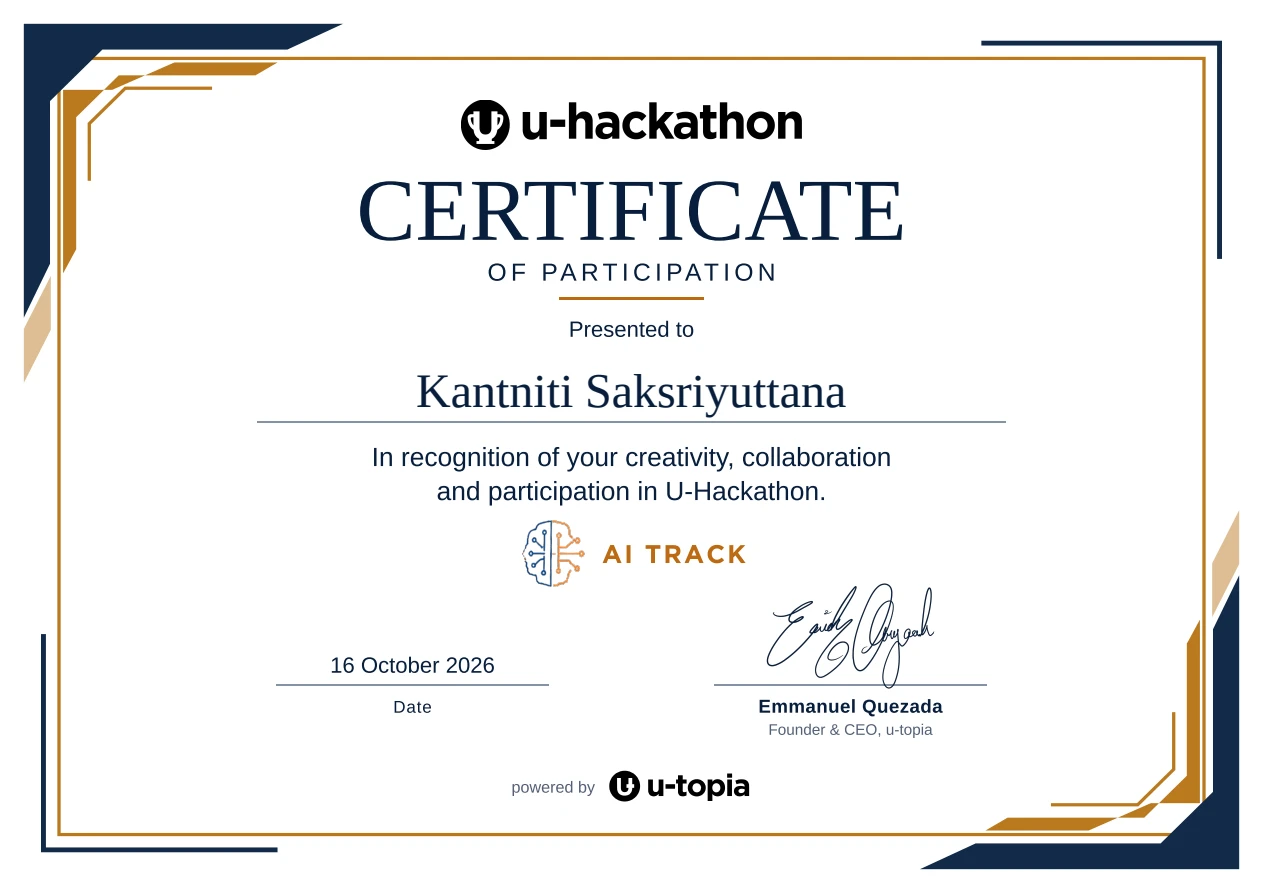 u-hackathon
CERTIFICATE
OF PARTICIPATION
Presented to
Kantniti Saksriyuttana
In recognition of your creativity, collaboration
and participation in U-Hackathon.
AI TRACK
16 October 2026
Date
Emmanuel Quezada
Founder & CEO, u-topia
powered by u-topia